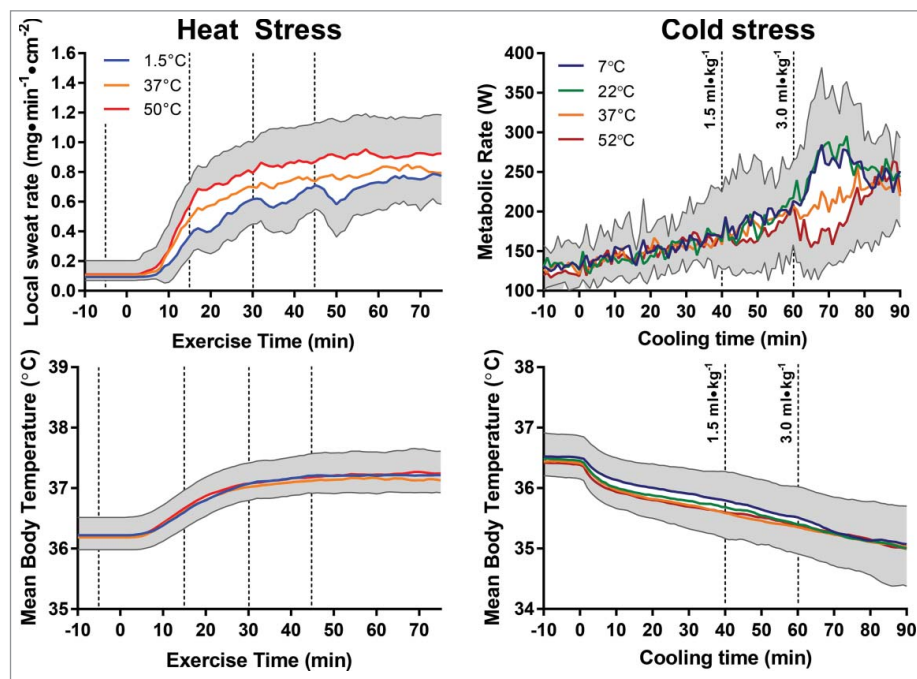 Heat Stress
Local sweat rate (mg•min⁻¹•cm⁻²)
1.6
1.4
1.2
1.0
0.8
0.6
0.4
0.2
0.0
1.5°C
37°C
50°C
-10 0 10 20 30 40 50 60 70
Exercise Time (min)
Cold stress
Metabolic Rate (W)
400
350
300
250
200
150
100
7°C
22°C
37°C
52°C
1.5 ml•kg⁻¹
3.0 ml•kg⁻¹
-10 0 10 20 30 40 50 60 70 80 90
Cooling time (min)
Mean Body Temperature (°C)
39
38
37
36
35
-10 0 10 20 30 40 50 60 70
Exercise Time (min)
Mean Body Temperature (°C)
38
37
36
35
34
1.5 ml•kg⁻¹
3.0 ml•kg⁻¹
-10 0 10 20 30 40 50 60 70 80 90
Cooling time (min)